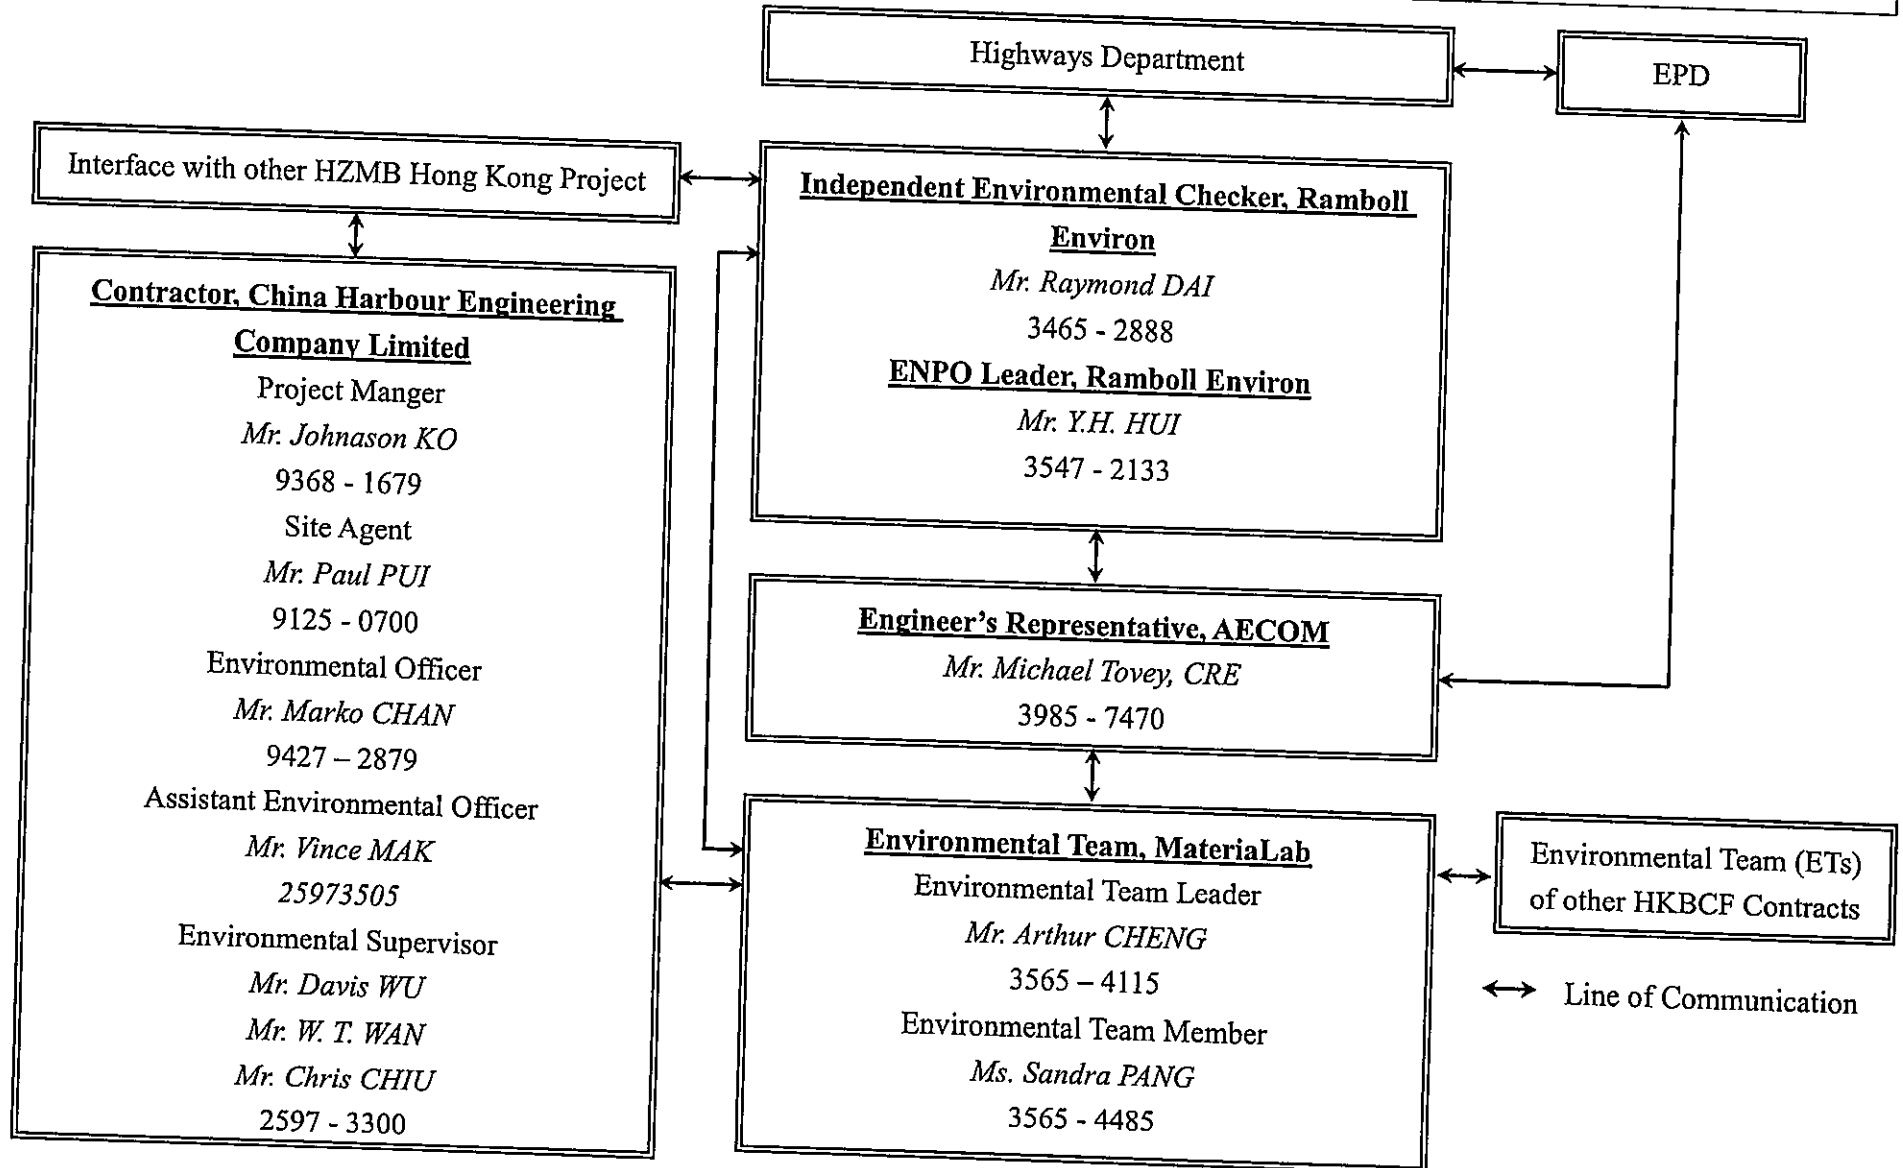 Highways Department
EPD
Interface with other HZMB Hong Kong Project
Independent Environmental Checker, Ramboll
Environ
Mr. Raymond DAI
3465 - 2888
ENPO Leader, Ramboll Environ
Mr. Y.H. HUI
3547 - 2133
Contractor, China Harbour Engineering
Company Limited
Project Manger
Mr. Johnason KO
9368 - 1679
Site Agent
Mr. Paul PUI
9125 - 0700
Environmental Officer
Mr. Marko CHAN
9427 – 2879
Assistant Environmental Officer
Mr. Vince MAK
25973505
Environmental Supervisor
Mr. Davis WU
Mr. W. T. WAN
Mr. Chris CHIU
2597 - 3300
Engineer’s Representative, AECOM
Mr. Michael Tovey, CRE
3985 - 7470
Environmental Team, MateriaLab
Environmental Team Leader
Mr. Arthur CHENG
3565 – 4115
Environmental Team Member
Ms. Sandra PANG
3565 - 4485
Environmental Team (ETs)
of other HKBCF Contracts
Line of Communication